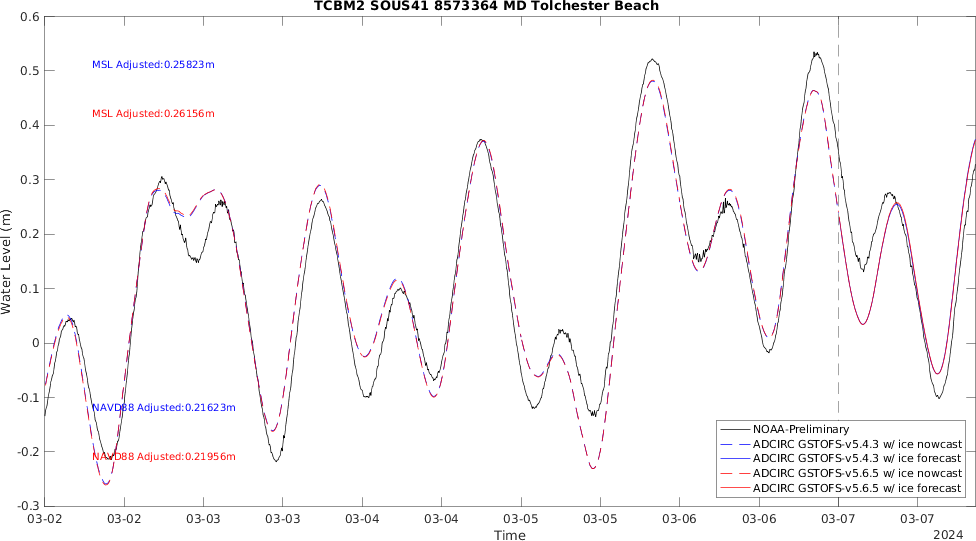 TCBM2 SOUS41 8573364 MD Tolchester Beach
0.6
0.5
0.4
0.3
0.2
0.1
0
-0.1
-0.2
-0.3
Water Level (m)
MSL Adjusted:0.25823m
MSL Adjusted:0.26156m
NAVD88 Adjusted:0.21623m
NAVD88 Adjusted:0.21956m
NOAA-Preliminary
ADCIRC GSTOFS-v5.4.3 w/ ice nowcast
ADCIRC GSTOFS-v5.4.3 w/ ice forecast
ADCIRC GSTOFS-v5.6.5 w/ ice nowcast
ADCIRC GSTOFS-v5.6.5 w/ ice forecast
03-02 03-02 03-03 03-03 03-04 03-04 03-05 03-05 03-06 03-06 03-07 03-07
Time
2024